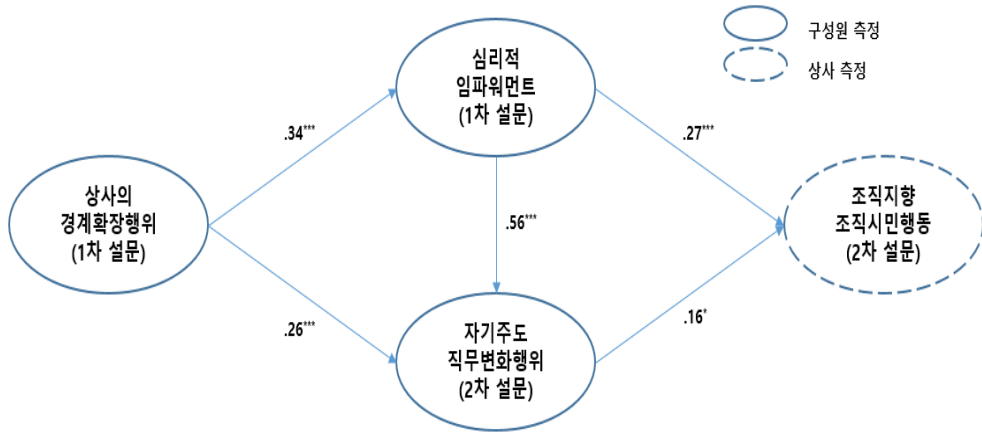 구성원 측정
상사 측정
심리적
임파워먼트
(1차 설문)
.34***
.27***
상사의
경계확장행위
(1차 설문)
.56***
조직지향
조직시민행동
(2차 설문)
.26***
.16*
자기주도
직무변화행위
(2차 설문)